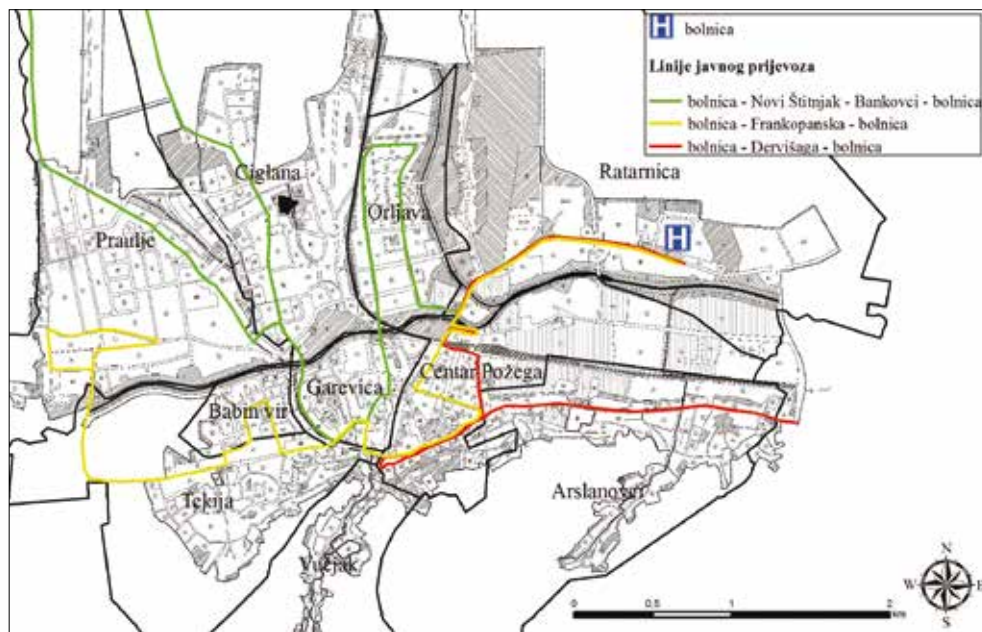 H bolnica
Linije javnog prijevoza
bolnica - Novi Štitnjak - Bankovci - bolnica
bolnica - Frankopanska - bolnica
bolnica - Dervišaga - bolnica
Ratarnica
Ciglana
Orljava
Praulje
H
Centar Požega
Garevica
Babin vir
Tekija
Arslanovci
Vučjak
N
W E
S
0 0,5 1 2
km